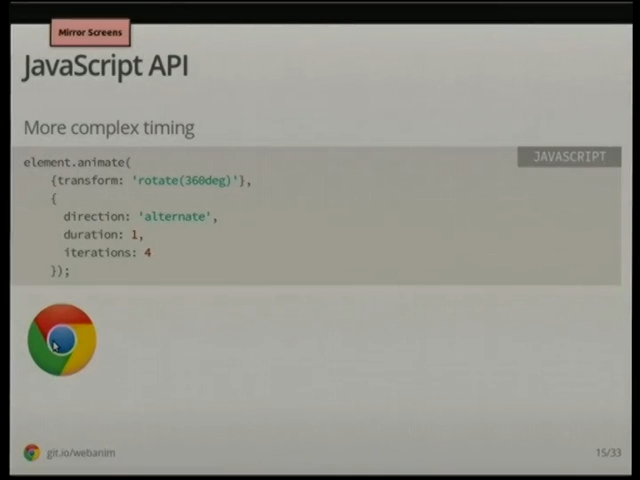 Mirror Screens
JavaScript API
More complex timing
JAVASCRIPT
element.animate(
{transform: 'rotate(360deg)'},
{
direction: 'alternate',
duration: 1,
iterations: 4
});
git.io/webanim
15/33